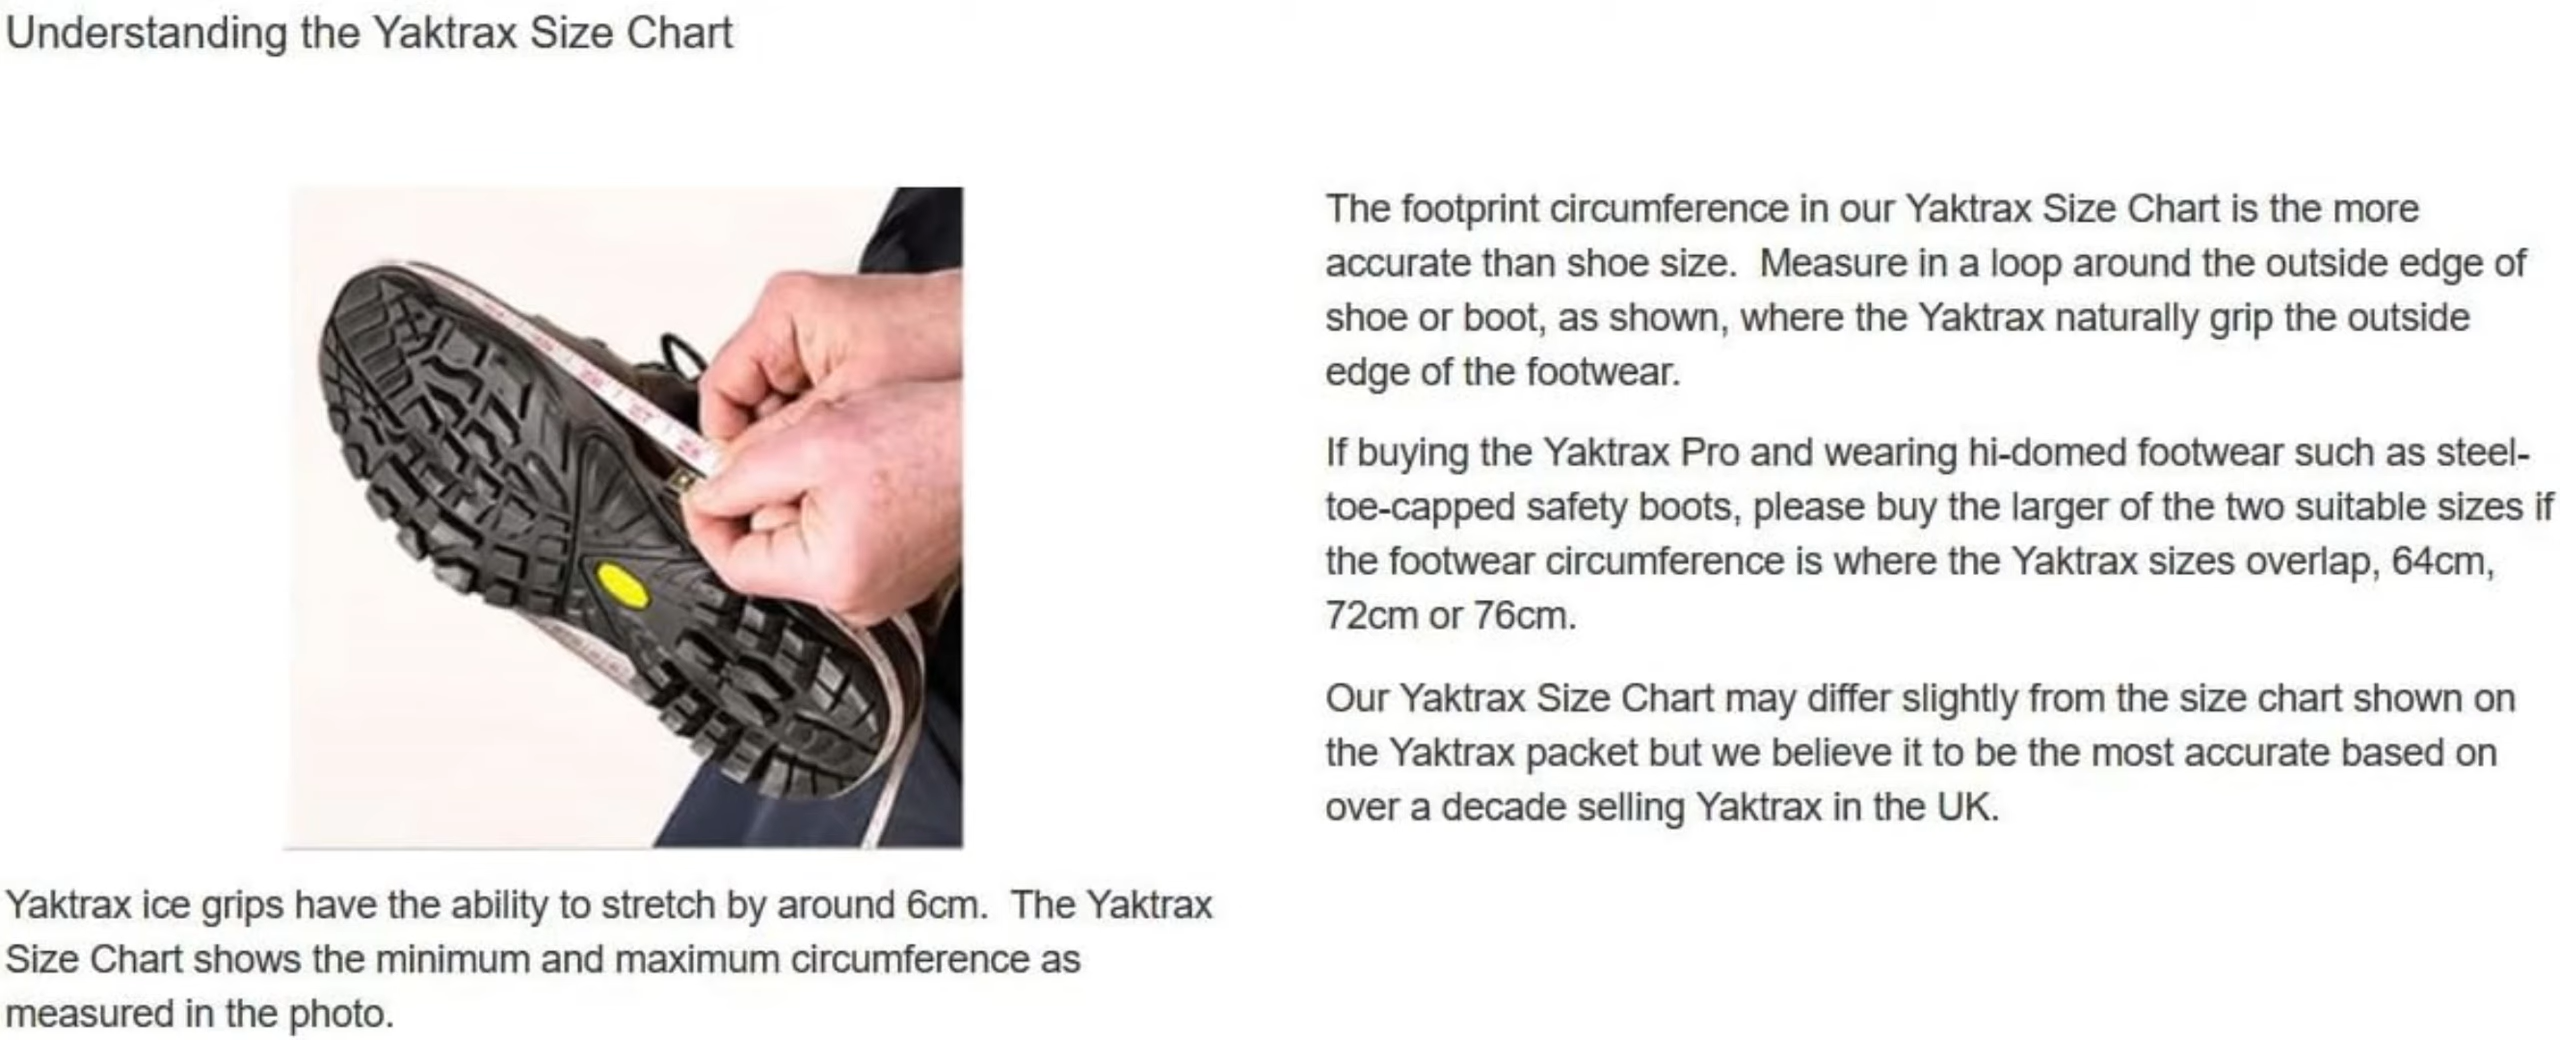 Understanding the Yaktrax Size Chart
Yaktrax ice grips have the ability to stretch by around 6cm.  The Yaktrax
Size Chart shows the minimum and maximum circumference as
measured in the photo.
The footprint circumference in our Yaktrax Size Chart is the more
accurate than shoe size.  Measure in a loop around the outside edge of
shoe or boot, as shown, where the Yaktrax naturally grip the outside
edge of the footwear.
If buying the Yaktrax Pro and wearing hi-domed footwear such as steel-
toe-capped safety boots, please buy the larger of the two suitable sizes if
the footwear circumference is where the Yaktrax sizes overlap, 64cm,
72cm or 76cm.
Our Yaktrax Size Chart may differ slightly from the size chart shown on
the Yaktrax packet but we believe it to be the most accurate based on
over a decade selling Yaktrax in the UK.